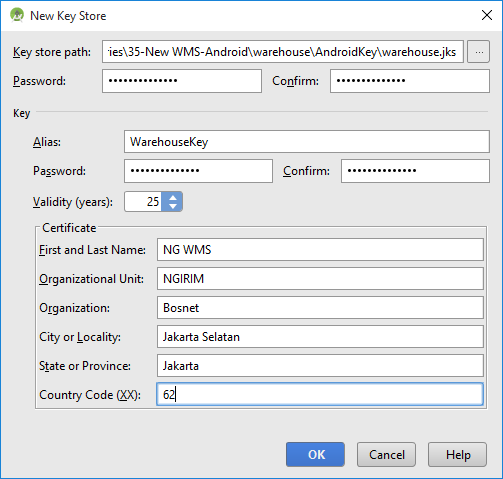 New Key Store
Key store path: ies\35-New WMS-Android\warehouse\AndroidKey\warehouse.jks ...
Password: ••••••••••••• Confirm: •••••••••••••
Key
Alias: WarehouseKey
Password: ••••••••••••• Confirm: •••••••••••••
Validity (years): 25
Certificate
First and Last Name: NG WMS
Organizational Unit: NGIRIM
Organization: Bosnet
City or Locality: Jakarta Selatan
State or Province: Jakarta
Country Code (XX): 62
OK Cancel Help